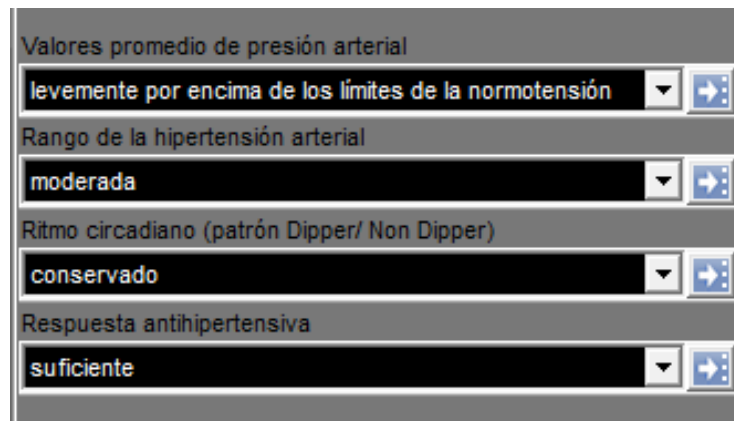 Valores promedio de presión arterial
levemente por encima de los límites de la normotensión
Rango de la hipertensión arterial
moderada
Ritmo circadiano (patrón Dipper/ Non Dipper)
conservado
Respuesta antihipertensiva
suficiente